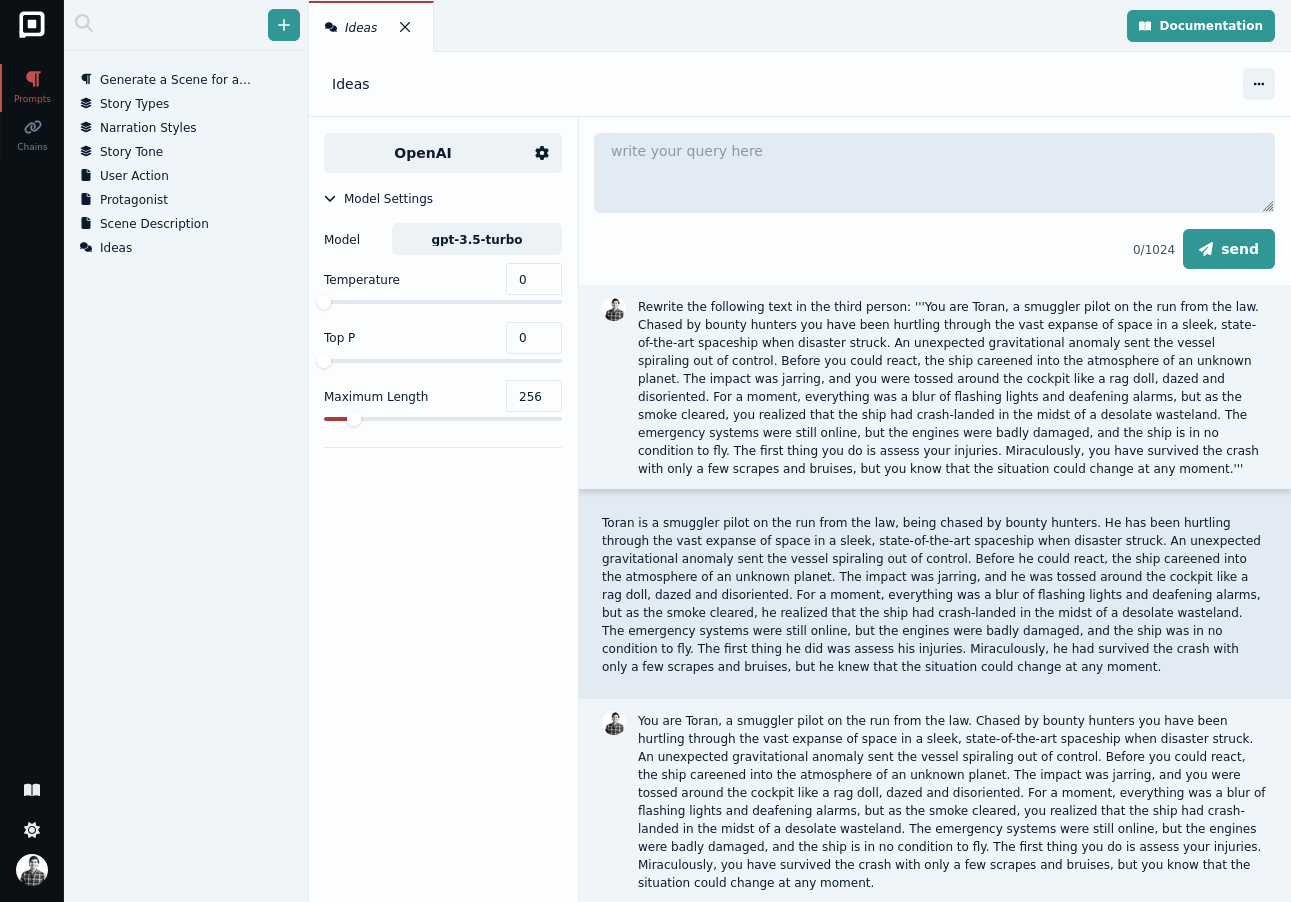 Ideas
Documentation
Prompts
Chains
Generate a Scene for a...
Story Types
Narration Styles
Story Tone
User Action
Protagonist
Scene Description
Ideas
Ideas
...
OpenAI
Model Settings
Model
gpt-3.5-turbo
Temperature
0
Top P
0
Maximum Length
256
write your query here
0/1024
send
Rewrite the following text in the third person: '''You are Toran, a smuggler pilot on the run from the law.
Chased by bounty hunters you have been hurtling through the vast expanse of space in a sleek, state-
of-the-art spaceship when disaster struck. An unexpected gravitational anomaly sent the vessel
spiraling out of control. Before you could react, the ship careened into the atmosphere of an unknown
planet. The impact was jarring, and you were tossed around the cockpit like a rag doll, dazed and
disoriented. For a moment, everything was a blur of flashing lights and deafening alarms, but as the
smoke cleared, you realized that the ship had crash-landed in the midst of a desolate wasteland. The
emergency systems were still online, but the engines were badly damaged, and the ship is in no
condition to fly. The first thing you do is assess your injuries. Miraculously, you have survived the crash
with only a few scrapes and bruises, but you know that the situation could change at any moment.'''
Toran is a smuggler pilot on the run from the law, being chased by bounty hunters. He has been hurtling
through the vast expanse of space in a sleek, state-of-the-art spaceship when disaster struck. An unexpected
gravitational anomaly sent the vessel spiraling out of control. Before he could react, the ship careened into
the atmosphere of an unknown planet. The impact was jarring, and he was tossed around the cockpit like a
rag doll, dazed and disoriented. For a moment, everything was a blur of flashing lights and deafening alarms,
but as the smoke cleared, he realized that the ship had crash-landed in the midst of a desolate wasteland.
The emergency systems were still online, but the engines were badly damaged, and the ship was in no
condition to fly. The first thing he did was assess his injuries. Miraculously, he had survived the crash with
only a few scrapes and bruises, but he knew that the situation could change at any moment.
You are Toran, a smuggler pilot on the run from the law. Chased by bounty hunters you have been
hurtling through the vast expanse of space in a sleek, state-of-the-art spaceship when disaster struck.
An unexpected gravitational anomaly sent the vessel spiraling out of control. Before you could react,
the ship careened into the atmosphere of an unknown planet. The impact was jarring, and you were
tossed around the cockpit like a rag doll, dazed and disoriented. For a moment, everything was a blur of
flashing lights and deafening alarms, but as the smoke cleared, you realized that the ship had crash-
landed in the midst of a desolate wasteland. The emergency systems were still online, but the engines
were badly damaged, and the ship is in no condition to fly. The first thing you do is assess your injuries.
Miraculously, you have survived the crash with only a few scrapes and bruises, but you know that the
situation could change at any moment.